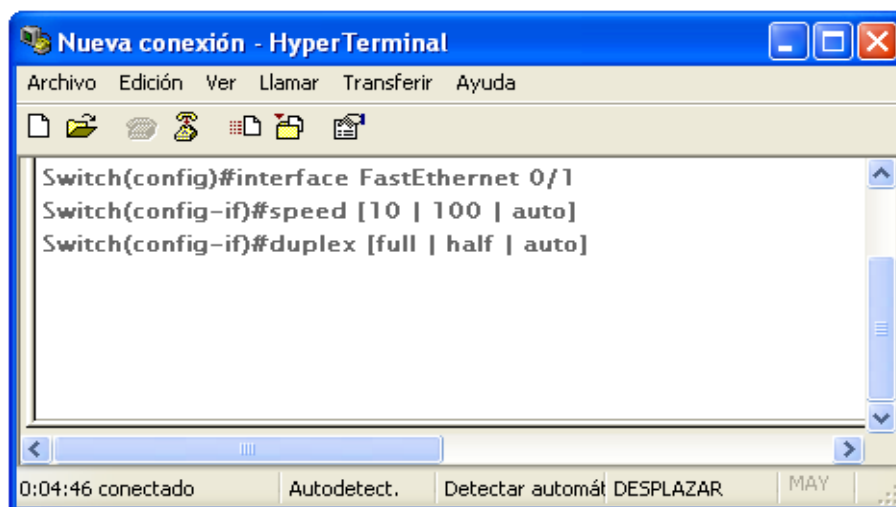 Nueva conexión - HyperTerminal
Archivo Edición Ver Llamar Transferir Ayuda
Switch(config)#interface FastEthernet 0/1
Switch(config-if)#speed [10 | 100 | auto]
Switch(config-if)#duplex [full | half | auto]
0:04:46 conectado Autodetect. Detectar automát DESPLAZAR MAY